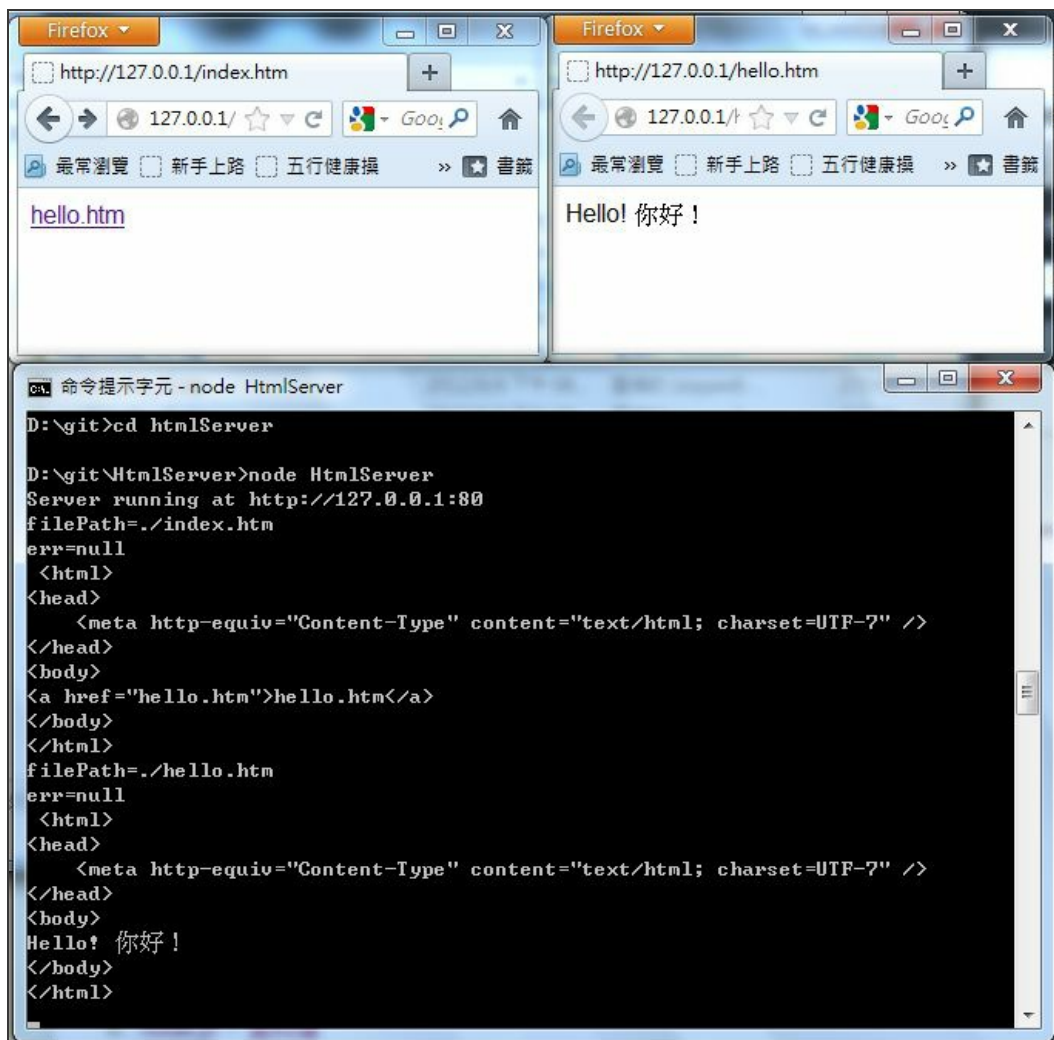 Firefox
http://127.0.0.1/index.htm
127.0.0.1/
最常瀏覽 新手上路 五行健康操 » 書籤
hello.htm
Firefox
http://127.0.0.1/hello.htm
127.0.0.1/
最常瀏覽 新手上路 五行健康操 » 書籤
Hello! 你好！
命令提示字元 - node HtmlServer
D:\git>cd htmlServer
D:\git\HtmlServer>node HtmlServer
Server running at http://127.0.0.1:80
filePath=./index.htm
err=null
<html>
<head>
<meta http-equiv="Content-Type" content="text/html; charset=UTF-7" />
</head>
<body>
<a href="hello.htm">hello.htm</a>
</body>
</html>
filePath=./hello.htm
err=null
<html>
<head>
<meta http-equiv="Content-Type" content="text/html; charset=UTF-7" />
</head>
<body>
Hello! 你好！
</body>
</html>